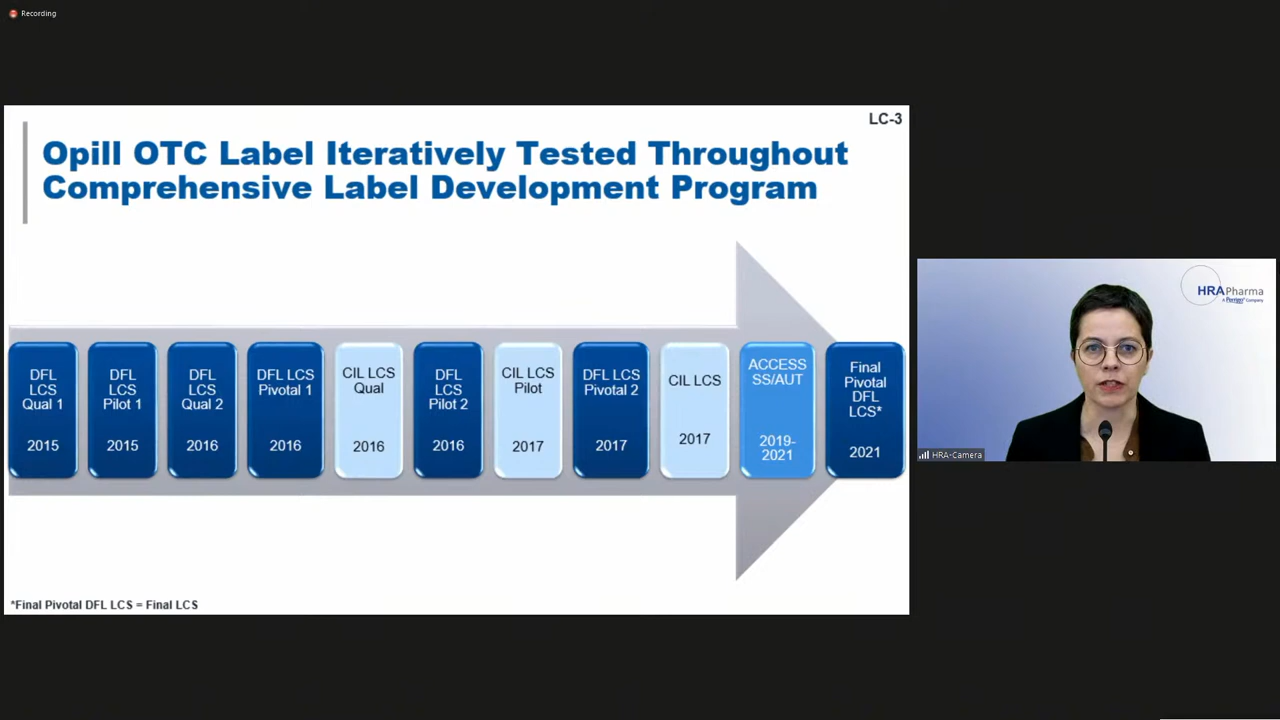 Recording
LC-3
Opill OTC Label Iteratively Tested Throughout
Comprehensive Label Development Program
DFL
LCS
Qual 1
2015
DFL
LCS
Pilot 1
2015
DFL
LCS
Qual 2
2016
DFL LCS
Pivotal 1
2016
CIL LCS
Qual
2016
DFL
LCS
Pilot 2
2016
CIL LCS
Pilot
2017
DFL LCS
Pivotal 2
2017
CIL LCS
2017
ACCESS
SS/AUT
2019-
2021
Final
Pivotal
DFL
LCS*
2021
*Final Pivotal DFL LCS = Final LCS
HRA Pharma
A Perrigo Company
HRA-Camera